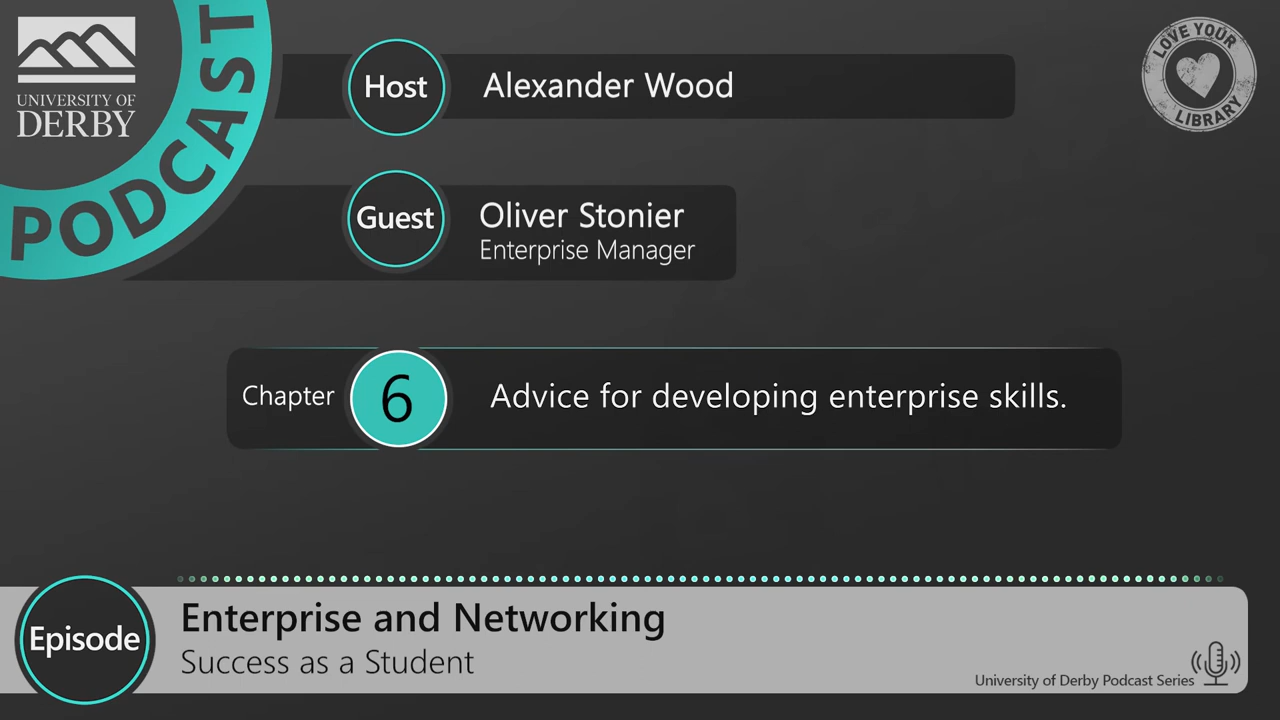 PODCAST
UNIVERSITY OF
DERBY
Host
Alexander Wood
LOVE YOUR
LIBRARY
Guest
Oliver Stonier
Enterprise Manager
Chapter
6
Advice for developing enterprise skills.
Episode
Enterprise and Networking
Success as a Student
University of Derby Podcast Series